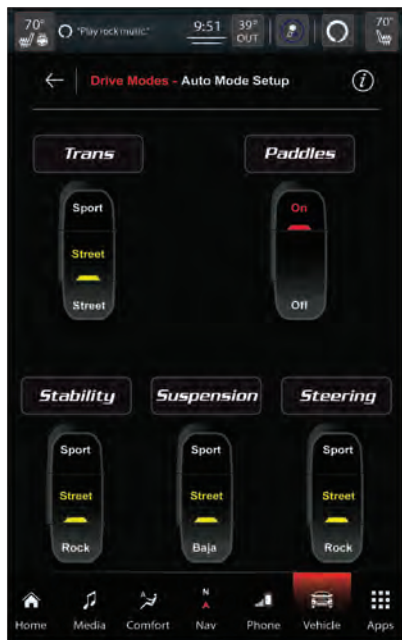 70° "Play rock music." 9:51 39° OUT 70°
Drive Modes - Auto Mode Setup
Trans Paddles
Sport On
Street
Street Off
Stability Suspension Steering
Sport Sport Sport
Street Street Street
Rock Baja Rock
N
Home Media Comfort Nav Phone Vehicle Apps